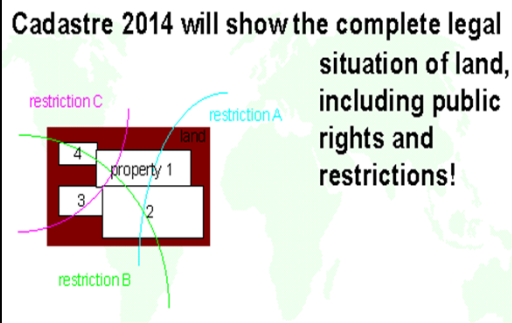 Cadastre 2014 will show the complete legal
situation of land,
including public
rights and
restrictions!
restriction C
restriction A
land
4
property 1
3
2
restriction B